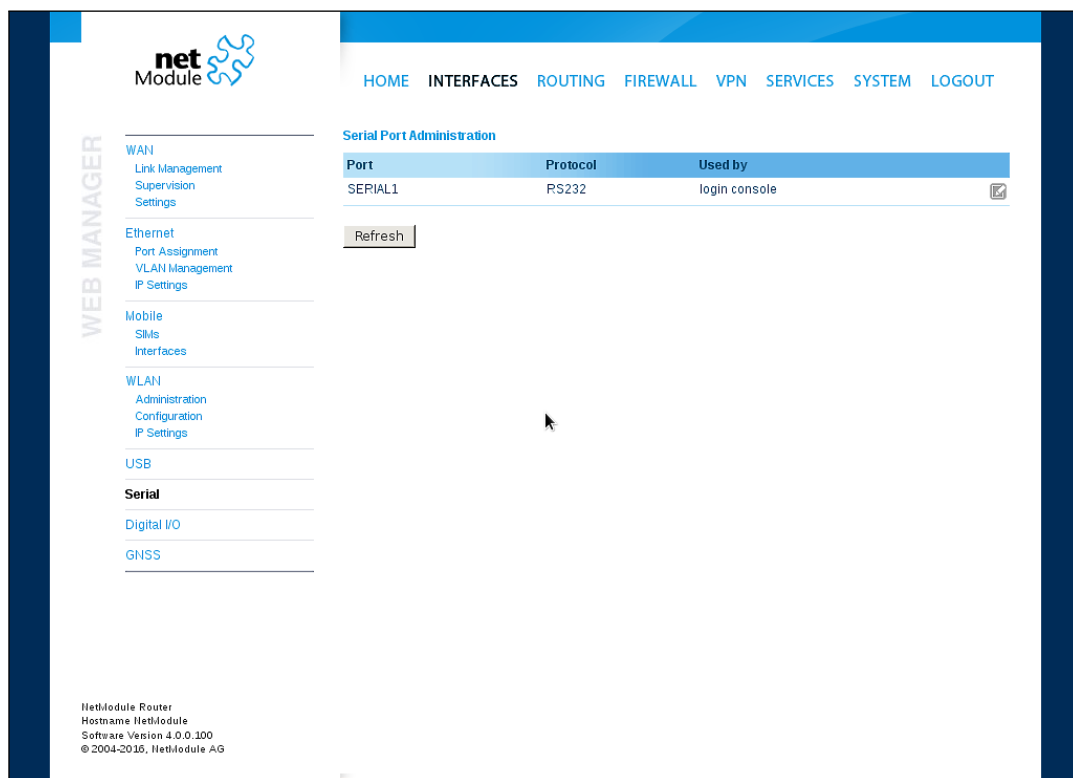 net
Module
HOME INTERFACES ROUTING FIREWALL VPN SERVICES SYSTEM LOGOUT
WEB MANAGER
WAN
Link Management
Supervision
Settings
Ethernet
Port Assignment
VLAN Management
IP Settings
Mobile
SIMs
Interfaces
WLAN
Administration
Configuration
IP Settings
USB
Serial
Digital I/O
GNSS
Serial Port Administration
Port Protocol Used by
SERIAL1 RS232 login console
Refresh
NetModule Router
Hostname NetModule
Software Version 4.0.0.100
© 2004-2016, NetModule AG